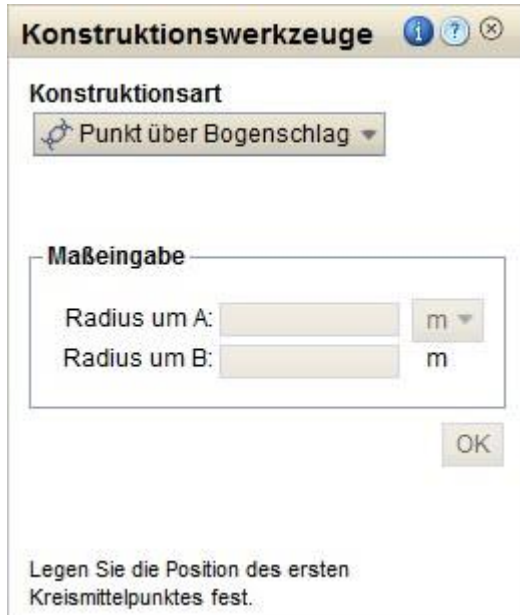 Konstruktionswerkzeuge i ?
Konstruktionsart
Punkt über Bogenschlag
Maßeingabe
Radius um A: m
Radius um B: m
OK
Legen Sie die Position des ersten
Kreismittelpunktes fest.